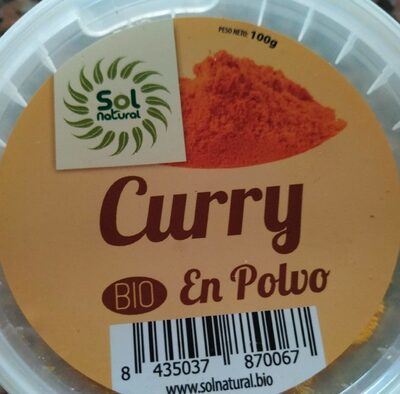 PESO NETO: 100g
Sol
natural
Curry
BIO En Polvo
8 435037 870067
www.solnatural.bio